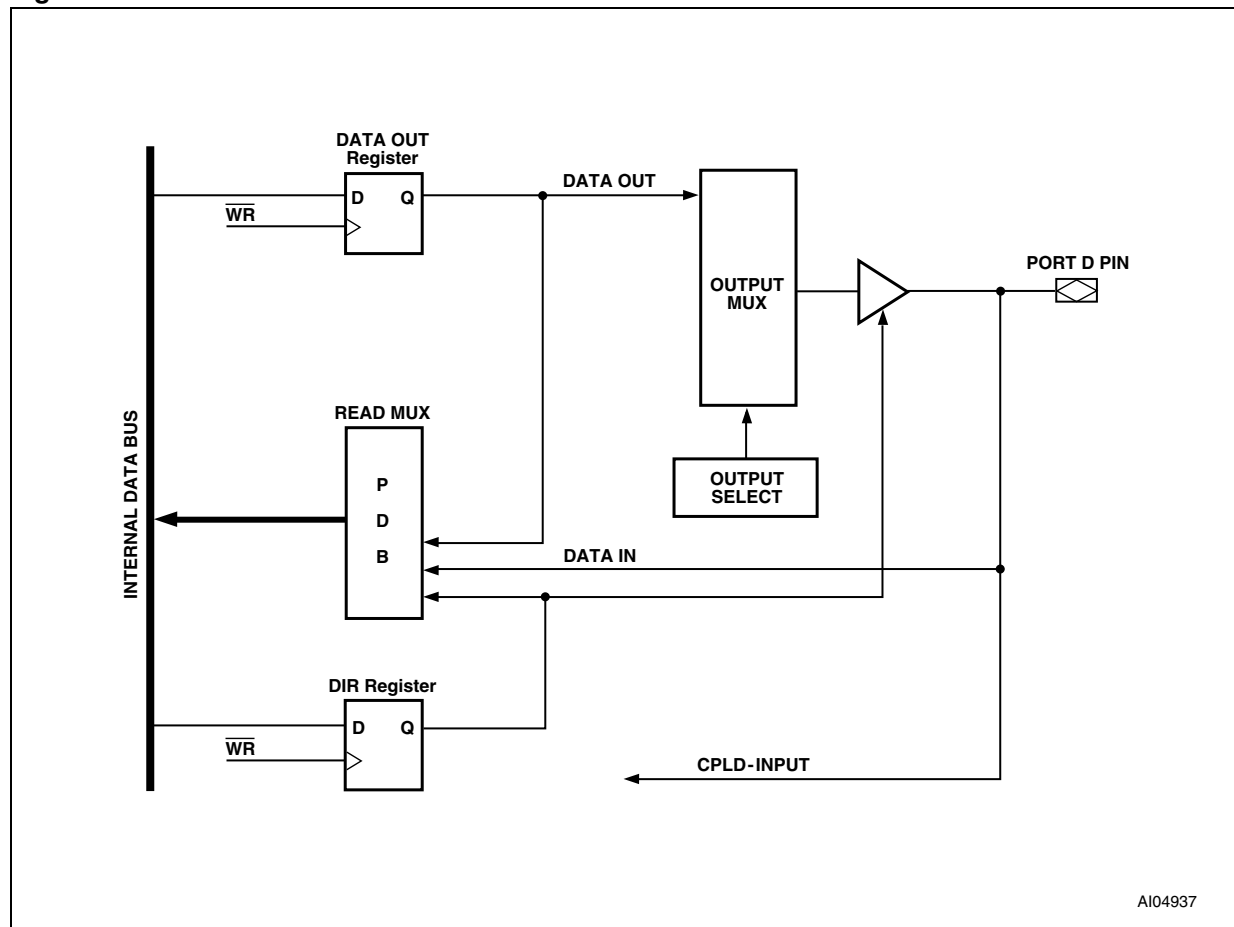 DATA OUT
Register
D Q
WR
DATA OUT
OUTPUT
MUX
PORT D PIN
READ MUX
P
D
B
OUTPUT
SELECT
DATA IN
INTERNAL DATA BUS
DIR Register
D Q
WR
CPLD-INPUT
AI04937